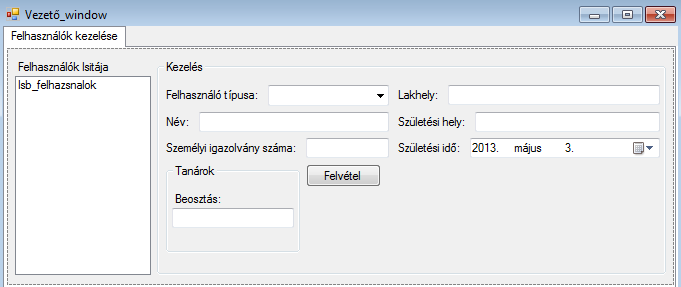 Vezető_window
Felhasználók kezelése
Felhasználók lsitája
lsb_felhazsnalok
Kezelés
Felhasználó típusa:
Lakhely:
Név:
Születési hely:
Személyi igazolvány száma:
Születési idő:
2013. május 3.
Tanárok
Felvétel
Beosztás: